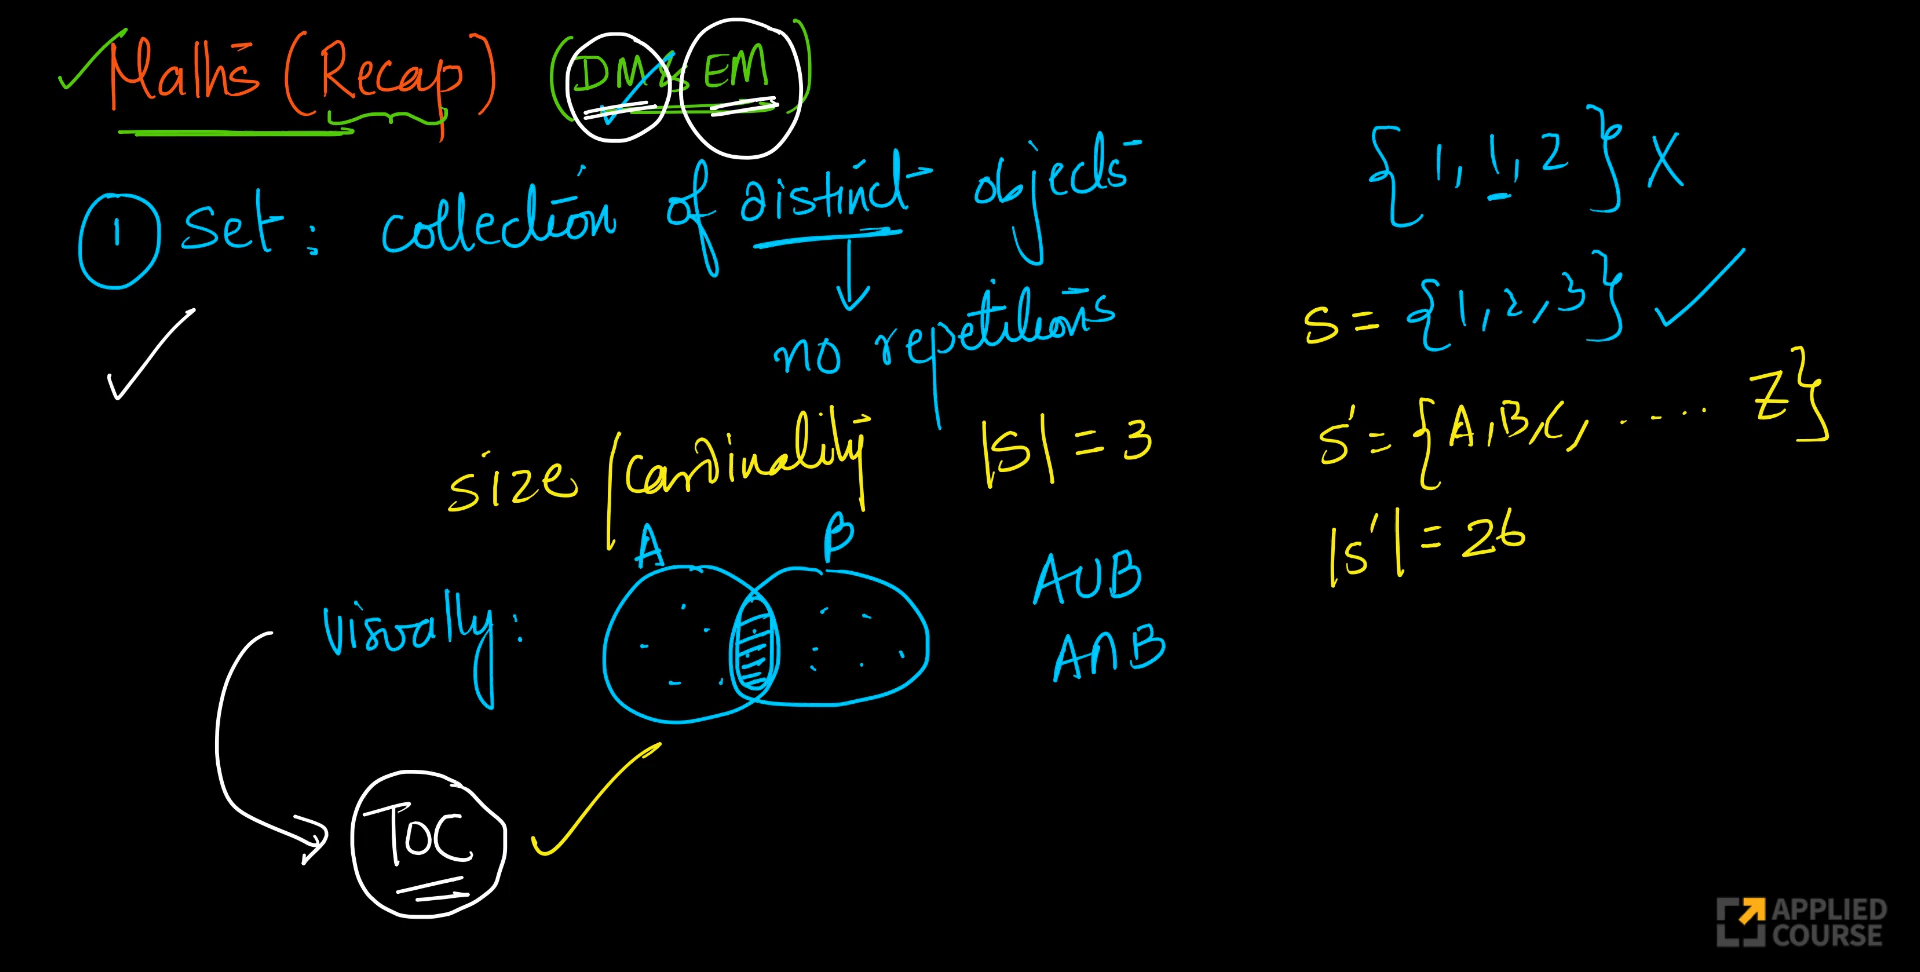 Maths (Recap) (DM & EM)
1 Set: collection of distinct objects
no repetitions
{1, 1, 2} X
S = {1, 2, 3}
size / cardinality |S| = 3
S' = {A, B, C, .... Z}
|S'| = 26
Visually:
A B
A∪B
A∩B
TOC
APPLIED
COURSE